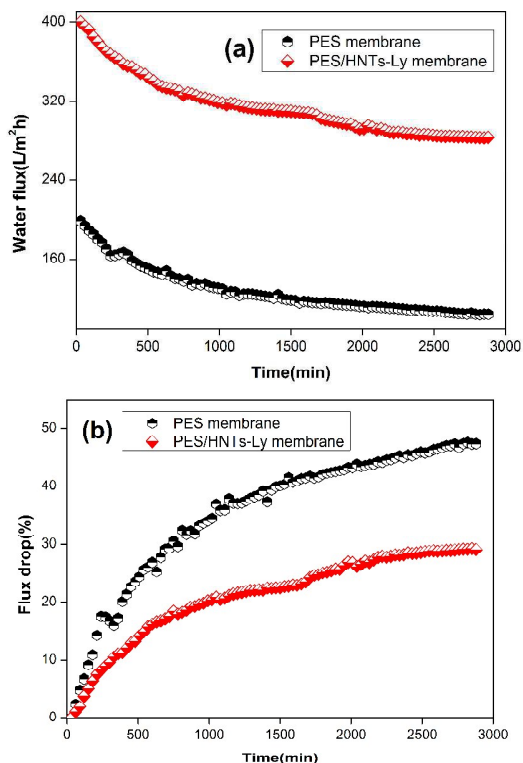 (a)
PES membrane
PES/HNTs-Ly membrane
Water flux(L/m²h)
400
320
240
160
0 500 1000 1500 2000 2500 3000
Time(min)
(b)
PES membrane
PES/HNTs-Ly membrane
Flux drop(%)
50
40
30
20
10
0
0 500 1000 1500 2000 2500 3000
Time(min)